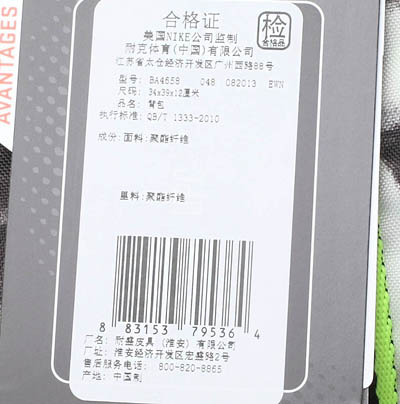 ADVANTAGES
合格证
检
合格品
美国NIKE公司监制
耐克体育(中国)有限公司
江苏省太仓经济开发区广州西路88号
型号: BA4658 048 082013 EWN
尺码: 34x39x12厘米
品名: 背包
执行标准: QB/T 1333-2010
成份: 面料: 聚酯纤维
里料: 聚酯纤维
8 83153 79536 4
厂名: 耐盛皮具 (淮安) 有限公司
厂址: 淮安经济开发区宏盛路2号
售后服务电话: 800-820-8865
产地: 中国制